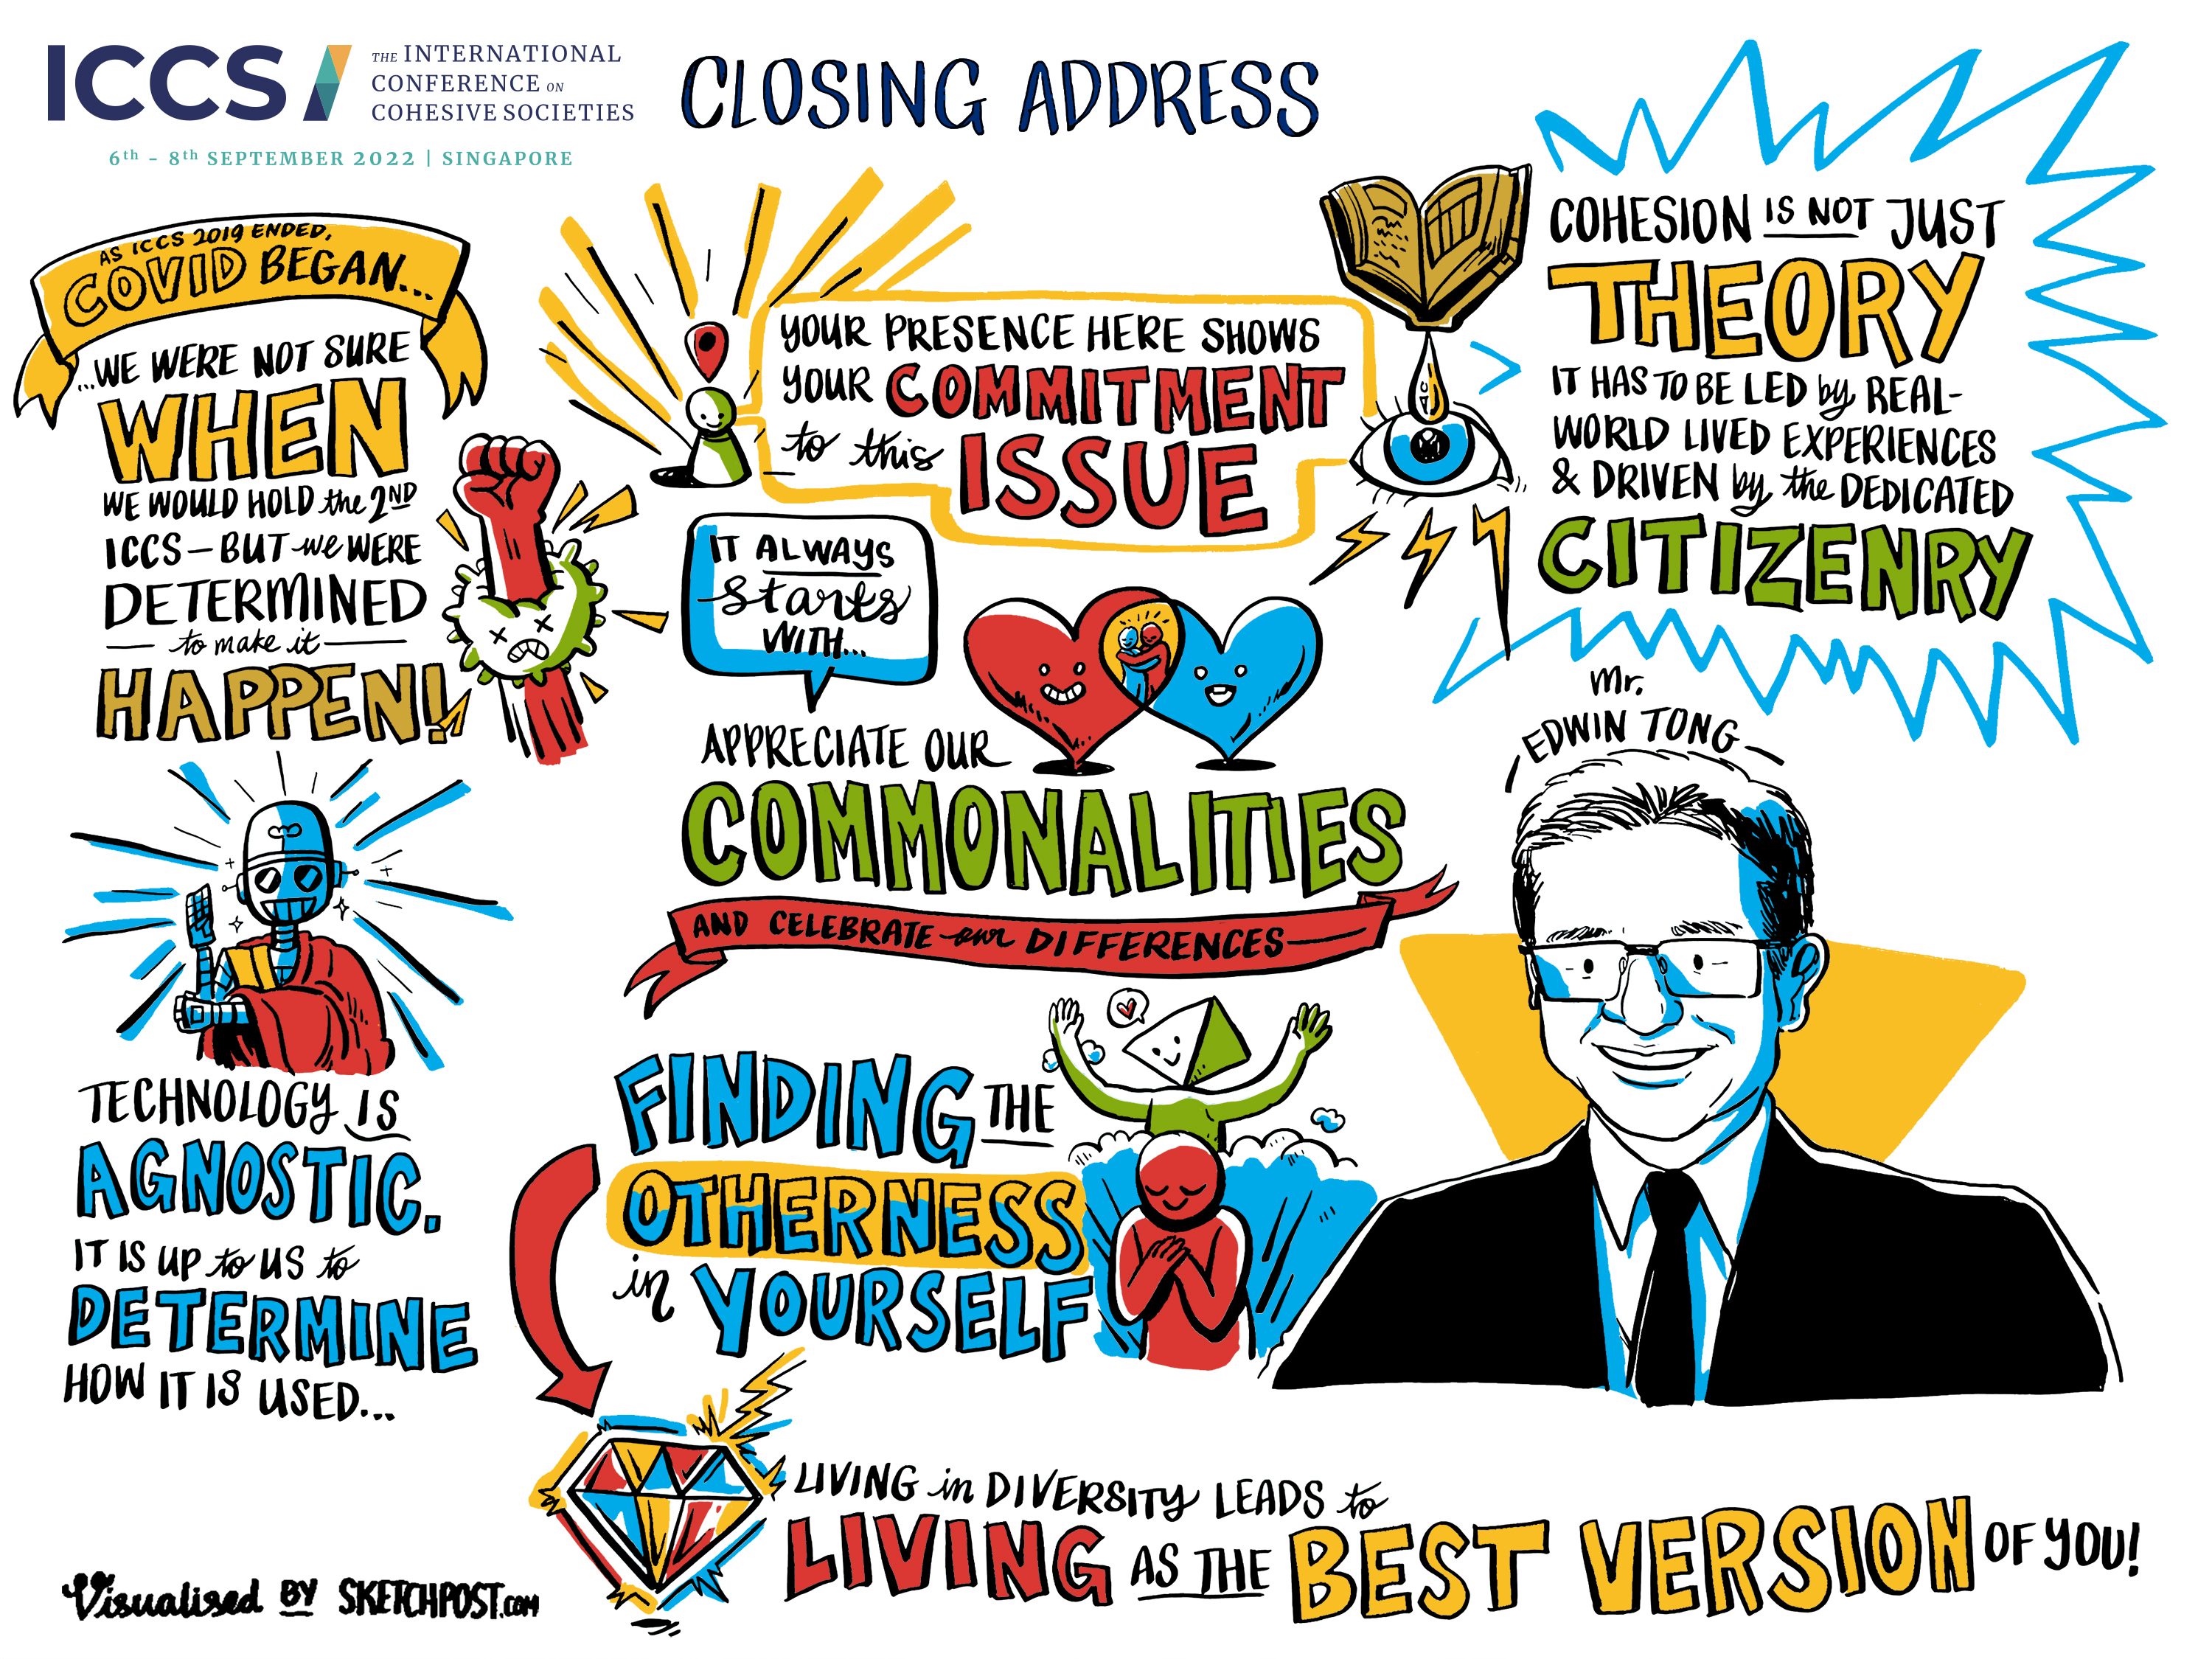 ICCS
THE INTERNATIONAL
CONFERENCE ON
COHESIVE SOCIETIES
6th - 8th SEPTEMBER 2022 | SINGAPORE
CLOSING ADDRESS
AS ICCS 2019 ENDED,
COVID BEGAN...
...WE WERE NOT SURE
WHEN
WE WOULD HOLD the 2ND
ICCS - BUT we WERE
DETERMINED
to make it
HAPPEN!
TECHNOLOGY IS
AGNOSTIC.
IT IS UP to US to
DETERMINE
HOW IT IS USED...
YOUR PRESENCE HERE SHOWS
YOUR COMMITMENT
to this ISSUE
IT ALWAYS
Starts
WITH...
APPRECIATE OUR
COMMONALITIES
AND CELEBRATE our DIFFERENCES
FINDING THE
OTHERNESS
in YOURSELF
LIVING in DIVERSITY LEADS to
LIVING AS THE BEST VERSION OF YOU!
COHESION IS NOT JUST
THEORY
IT HAS TO BE LED by REAL-
WORLD LIVED EXPERIENCES
& DRIVEN by the DEDICATED
CITIZENRY
Mr.
EDWIN TONG
Visualised BY SKETCHPOST.COM